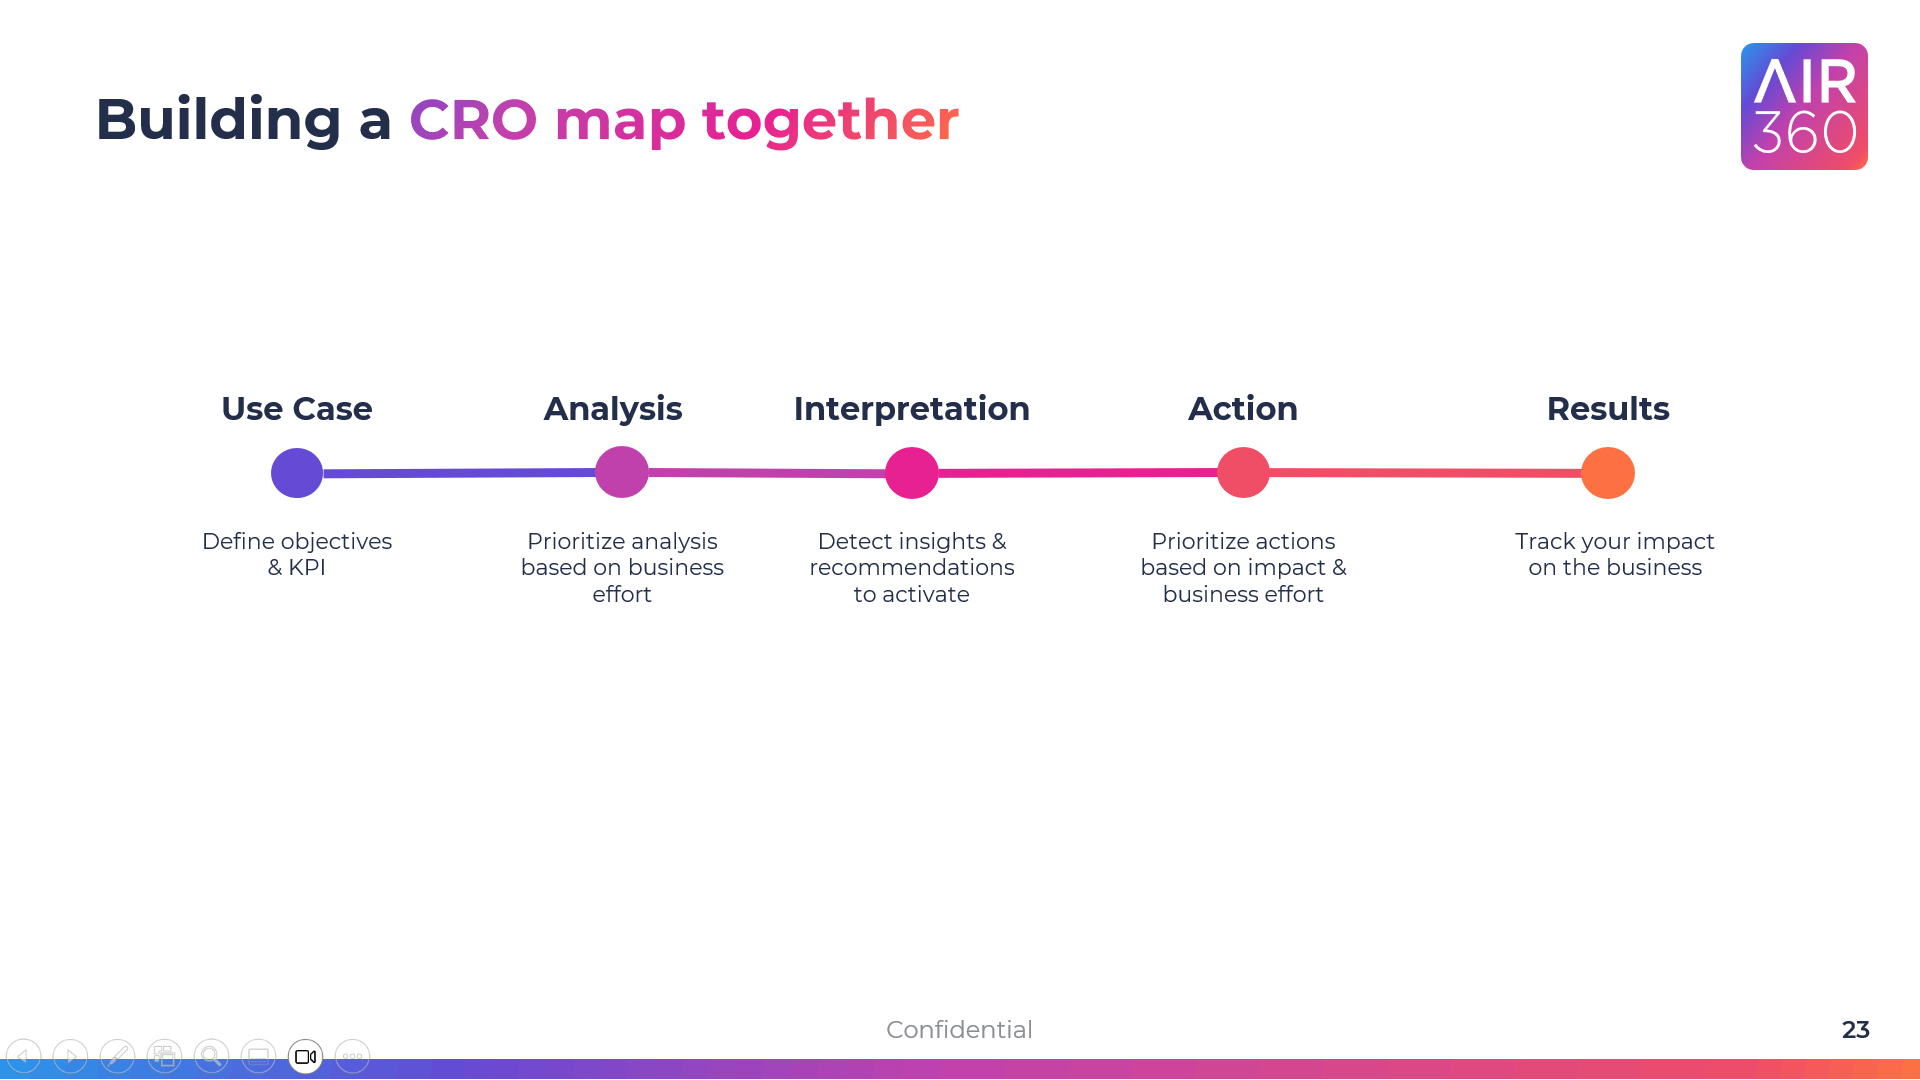 Building a CRO map together
AIR
360
Use Case
Analysis
Interpretation
Action
Results
Define objectives
& KPI
Prioritize analysis
based on business
effort
Detect insights &
recommendations
to activate
Prioritize actions
based on impact &
business effort
Track your impact
on the business
Confidential
23